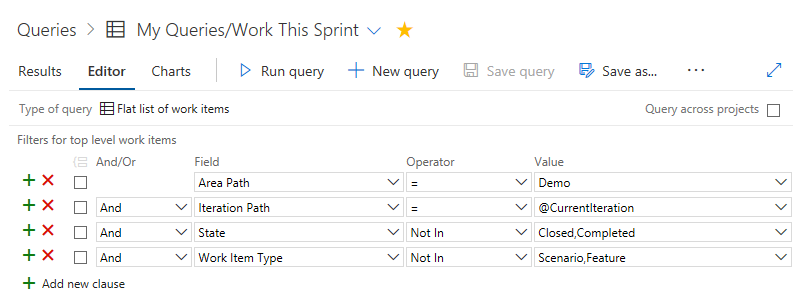 Queries > My Queries/Work This Sprint
Results Editor Charts Run query New query Save query Save as... ...
Type of query Flat list of work items Query across projects
Filters for top level work items
And/Or Field Operator Value
Area Path = Demo
And Iteration Path = @CurrentIteration
And State Not In Closed,Completed
And Work Item Type Not In Scenario,Feature
Add new clause